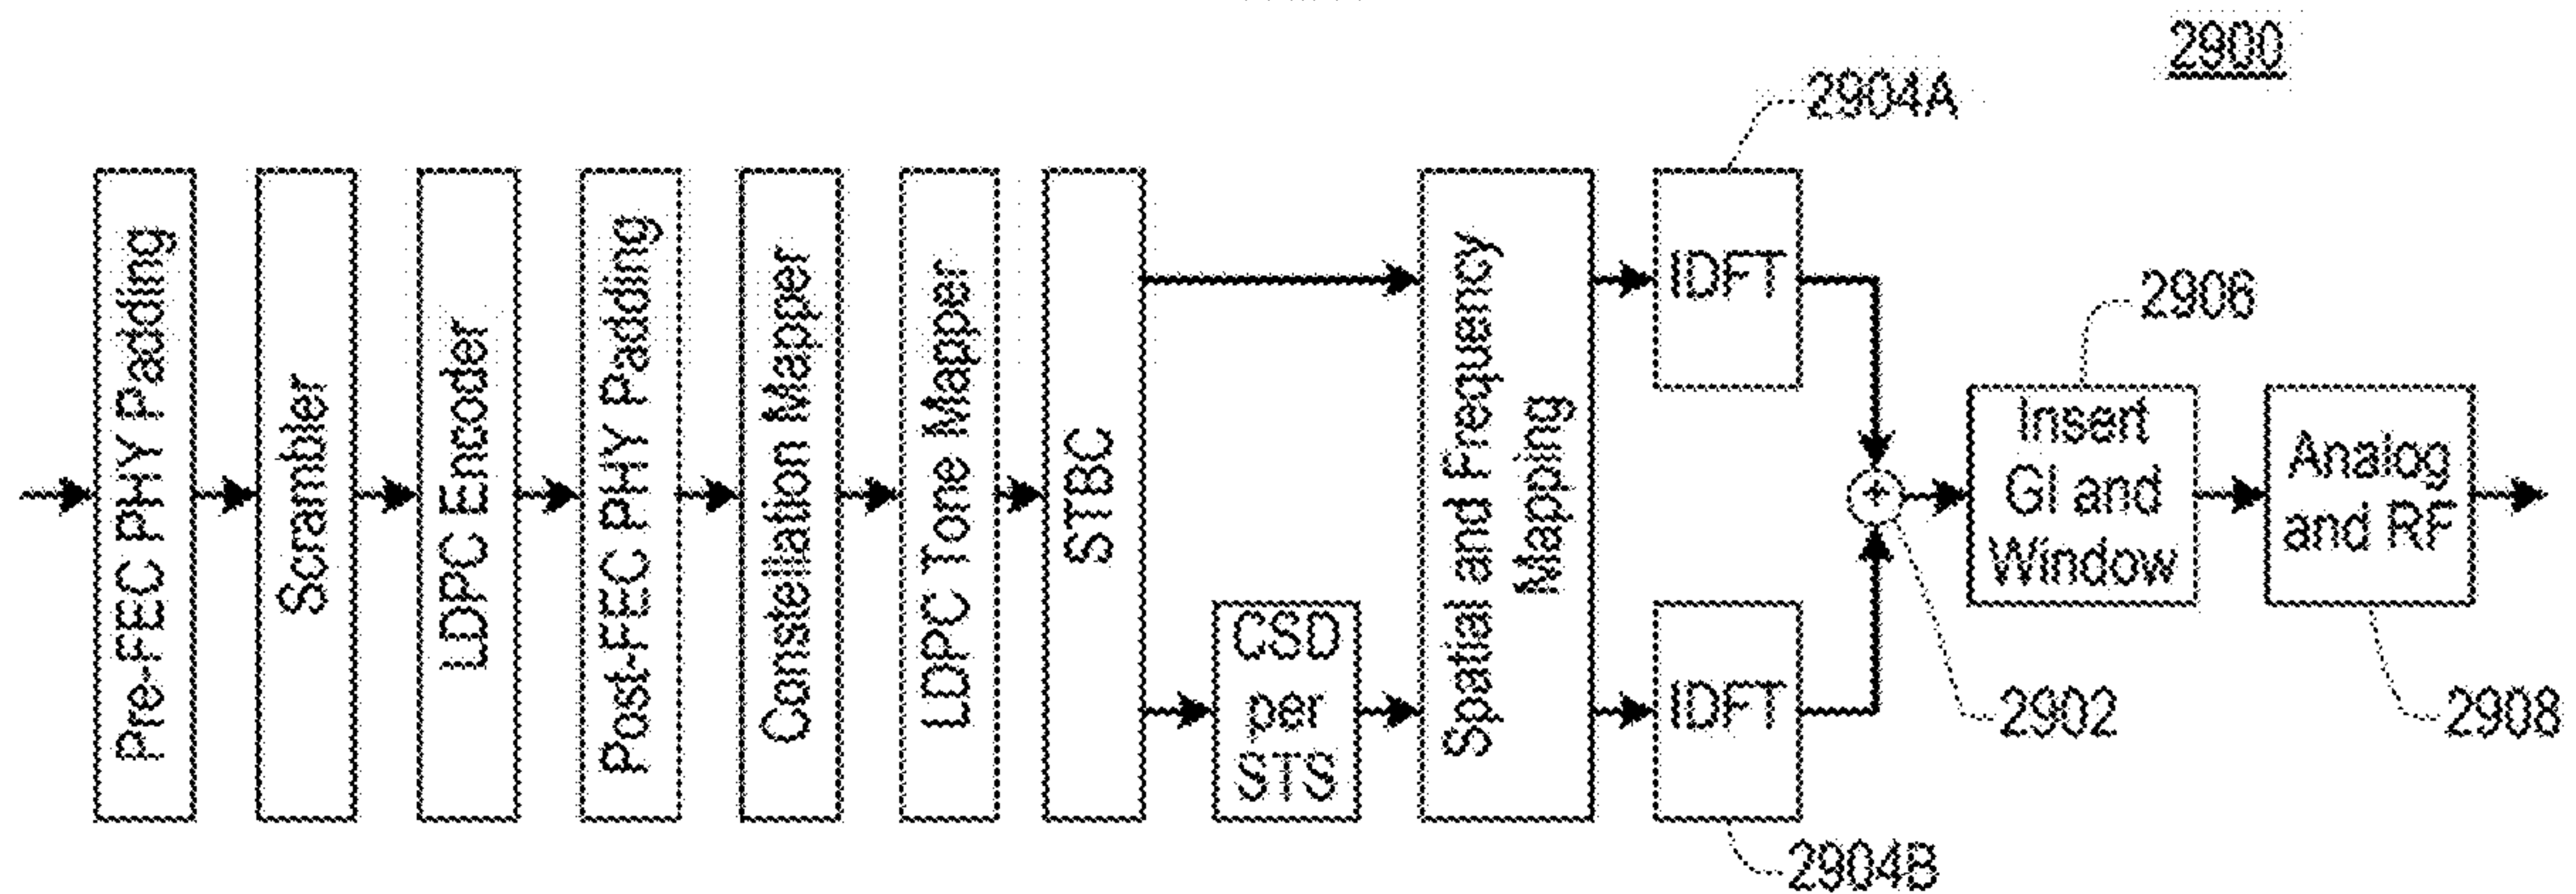 2900
2904A
Pre-FEC PHY Padding
Scrambler
LDPC Encoder
Post-FEC PHY Padding
Constellation Mapper
LDPC Tone Mapper
STBC
CSD
per
STS
Spatial and Frequency
Mapping
IDFT
IDFT
+
2906
Insert
GI and
Window
Analog
and RF
2902
2908
2904B